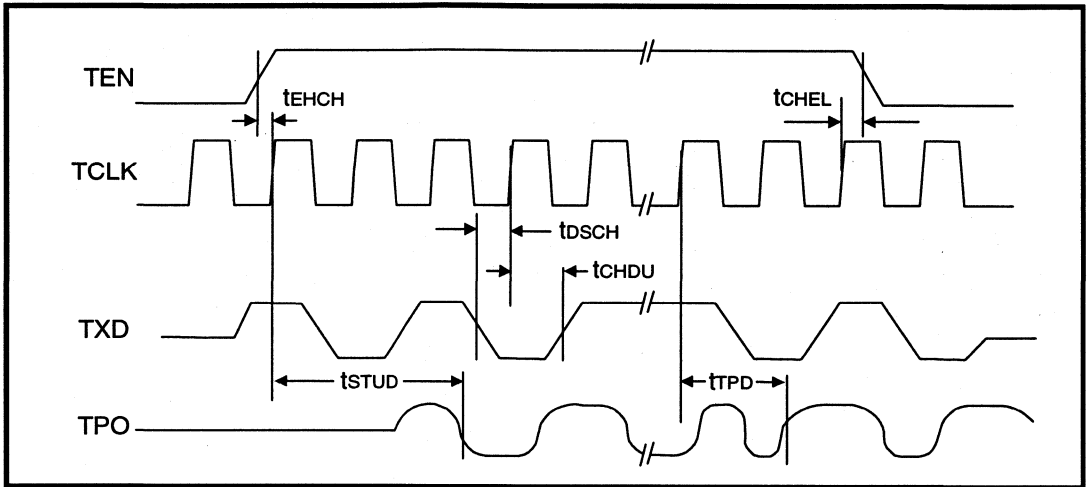 TEN
tEHCH
tCHEL
TCLK
tDSCH
tCHDU
TXD
tSTUD
tTPD
TPO